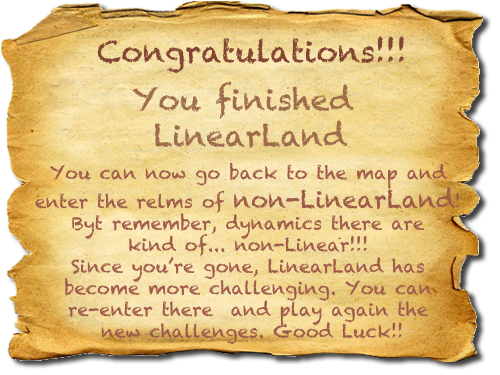 Congratulations!!!
You finished
LinearLand
You can now go back to the map and
enter the relms of non-LinearLand!
Byt remember, dynamics there are
kind of... non-Linear!!!
Since you're gone, LinearLand has
become more challenging. You can
re-enter there and play again the
new challenges. Good Luck!!